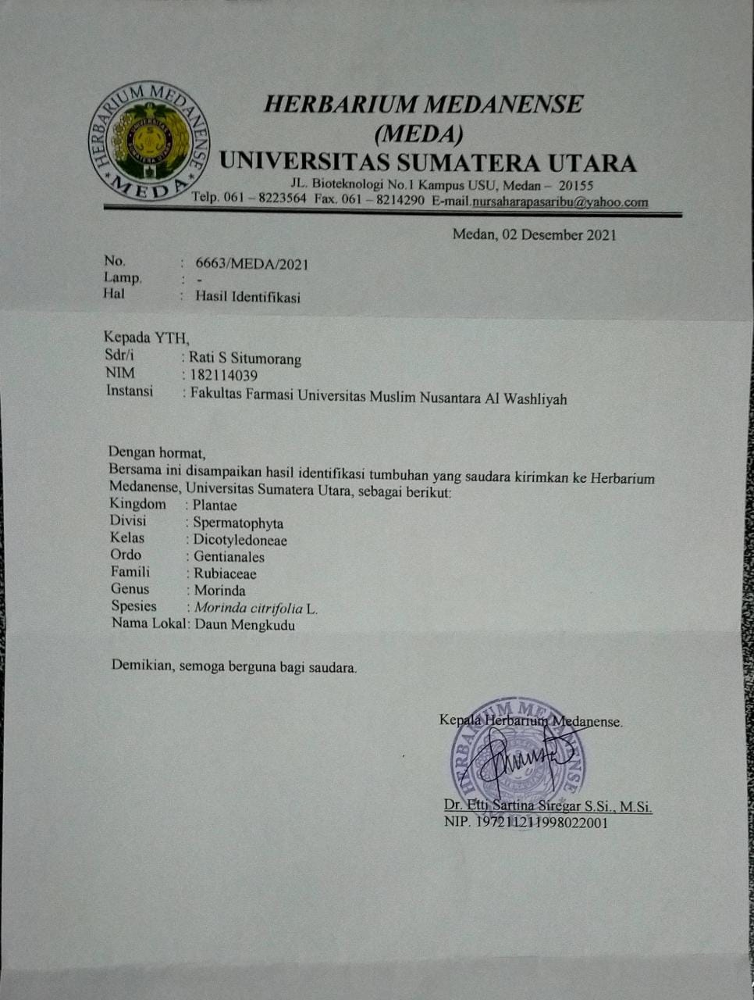 HERBARIUM MEDANENSE
MEDA
UNIVERSITAS
SUMATERA UTARA
HERBARIUM MEDANENSE
(MEDA)
UNIVERSITAS SUMATERA UTARA
JL. Bioteknologi No.1 Kampus USU, Medan – 20155
Telp. 061 – 8223564 Fax. 061 – 8214290 E-mail.nursaharapasaribu@yahoo.com
Medan, 02 Desember 2021
No. : 6663/MEDA/2021
Lamp. : -
Hal : Hasil Identifikasi
Kepada YTH,
Sdr/i : Rati S Situmorang
NIM : 182114039
Instansi : Fakultas Farmasi Universitas Muslim Nusantara Al Washliyah
Dengan hormat,
Bersama ini disampaikan hasil identifikasi tumbuhan yang saudara kirimkan ke Herbarium
Medanense, Universitas Sumatera Utara, sebagai berikut:
Kingdom : Plantae
Divisi : Spermatophyta
Kelas : Dicotyledoneae
Ordo : Gentianales
Famili : Rubiaceae
Genus : Morinda
Spesies : Morinda citrifolia L.
Nama Lokal: Daun Mengkudu
Demikian, semoga berguna bagi saudara.
Kepala Herbarium Medanense.
HERBARIUM MEDANENSE
Dr. Etti Sartina Siregar S.Si., M.Si.
NIP. 197211211998022001